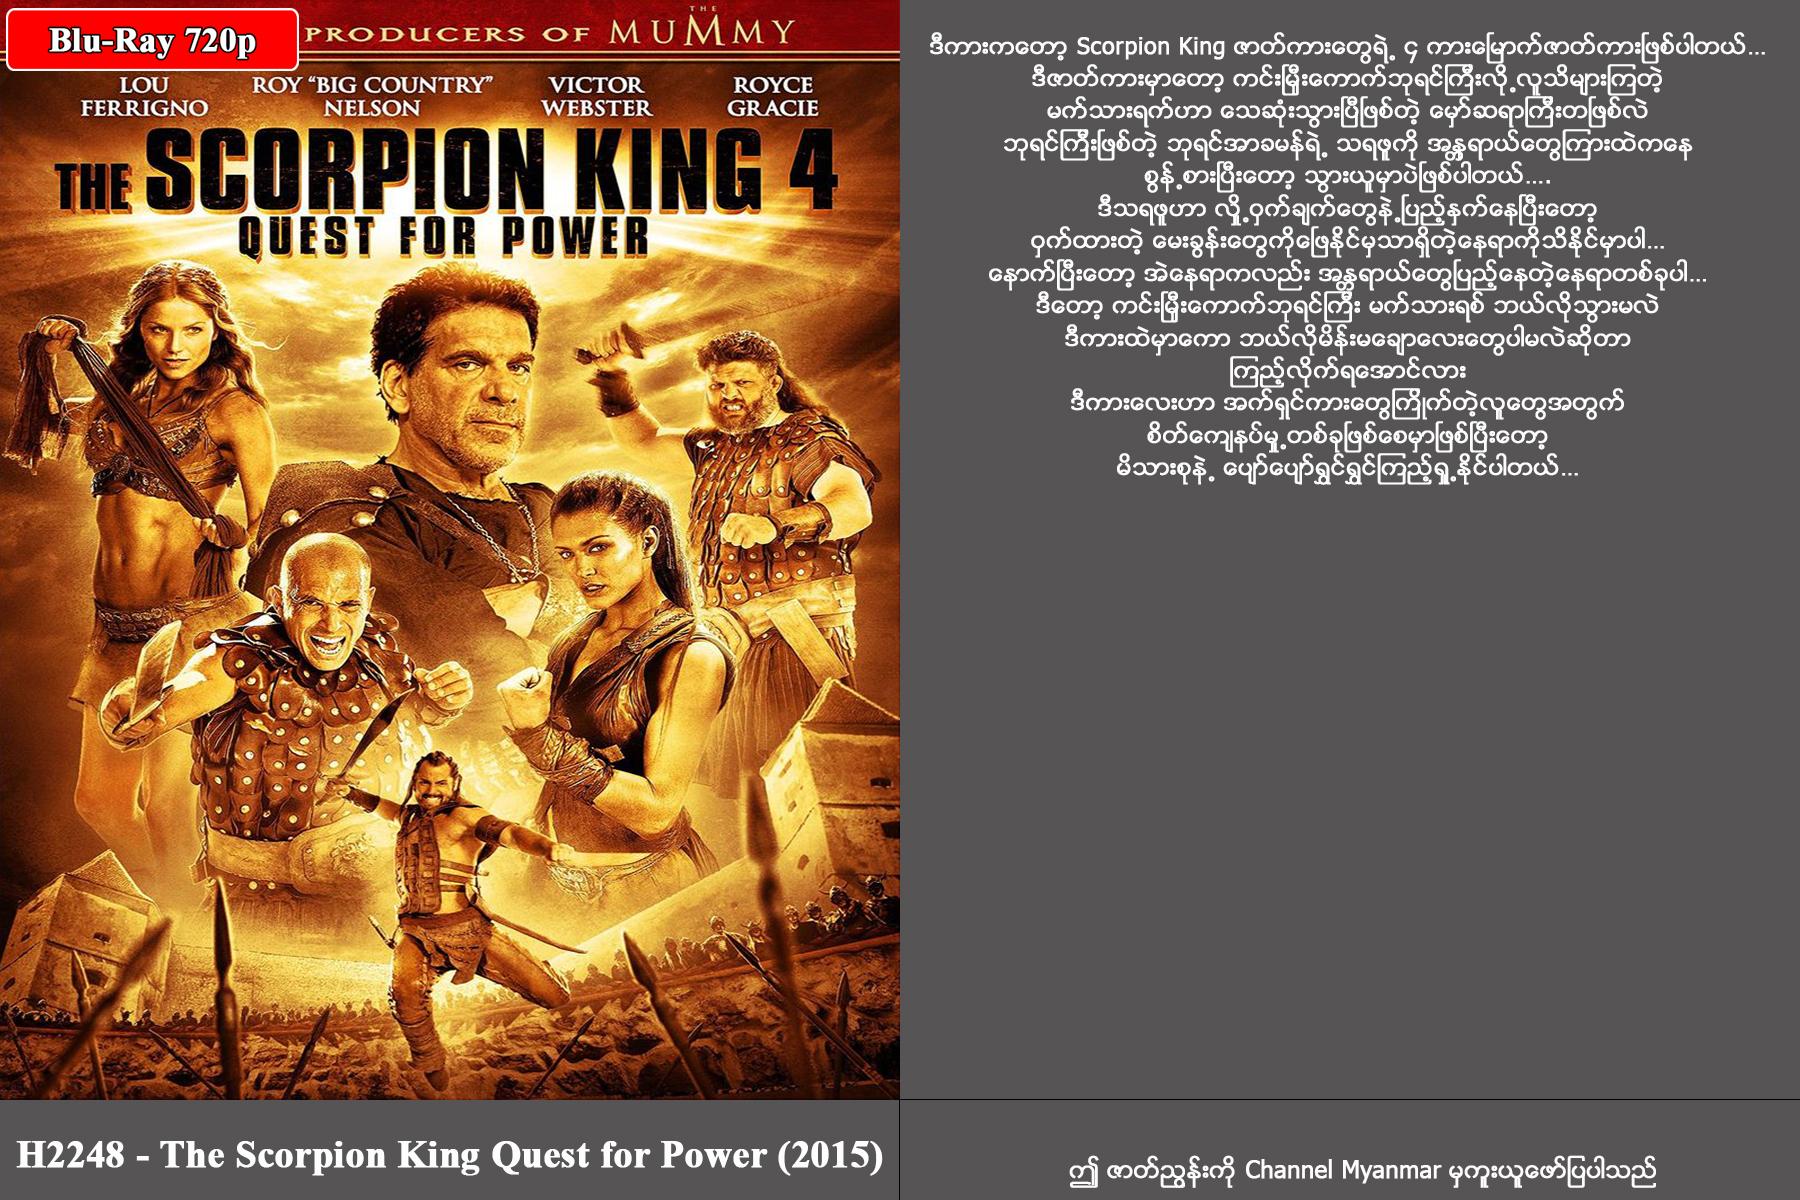 Blu-Ray 720p
PRODUCERS OF THE MUMMY
LOU FERRIGNO
ROY “BIG COUNTRY” NELSON
VICTOR WEBSTER
ROYCE GRACIE
THE SCORPION KING 4
QUEST FOR POWER
ဒီကားကတော့ Scorpion King ဇာတ်ကားတွေရဲ့ ၄ ကားမြောက်ဇာတ်ကားဖြစ်ပါတယ်...
ဒီဇာတ်ကားမှာတော့ ကင်းမြီးကောက်ဘုရင်ကြီးလို့လူသိများကြတဲ့
မက်သားရက်ဟာ သေဆုံးသွားပြီဖြစ်တဲ့ မှော်ဆရာကြီးတဖြစ်လဲ
ဘုရင်ကြီးဖြစ်တဲ့ ဘုရင်အာခမန်ရဲ့ သရဖူကို အန္တရာယ်တွေကြားထဲကနေ
စွန့်စားပြီးတော့ သွားယူမှာပဲဖြစ်ပါတယ်....
ဒီသရဖူဟာ လျှို့ဝှက်ချက်တွေနဲ့ပြည့်နှက်နေပြီးတော့
ဝှက်ထားတဲ့ မေးခွန်းတွေကိုဖြေနိုင်မှသာရှိတဲ့နေရာကိုသိနိုင်မှာပါ...
နောက်ပြီးတော့ အဲနေရာကလည်း အန္တရာယ်တွေပြည့်နေတဲ့နေရာတစ်ခုပါ...
ဒီတော့ ကင်းမြီးကောက်ဘုရင်ကြီး မက်သားရစ် ဘယ်လိုသွားမလဲ
ဒီကားထဲမှာကော ဘယ်လိုမိန်းမချောလေးတွေပါမလဲဆိုတာ
ကြည့်လိုက်ရအောင်လား
ဒီကားလေးဟာ အက်ရှင်ကားတွေကြိုက်တဲ့လူတွေအတွက်
စိတ်ကျေနပ်မှု့တစ်ခုဖြစ်စေမှာဖြစ်ပြီးတော့
မိသားစုနဲ့ ပျော်ပျော်ရွှင်ရွှင်ကြည့်ရှု့နိုင်ပါတယ်...
H2248 - The Scorpion King Quest for Power (2015)
ဤ ဇာတ်ညွှန်းကို Channel Myanmar မှကူးယူဖော်ပြပါသည်